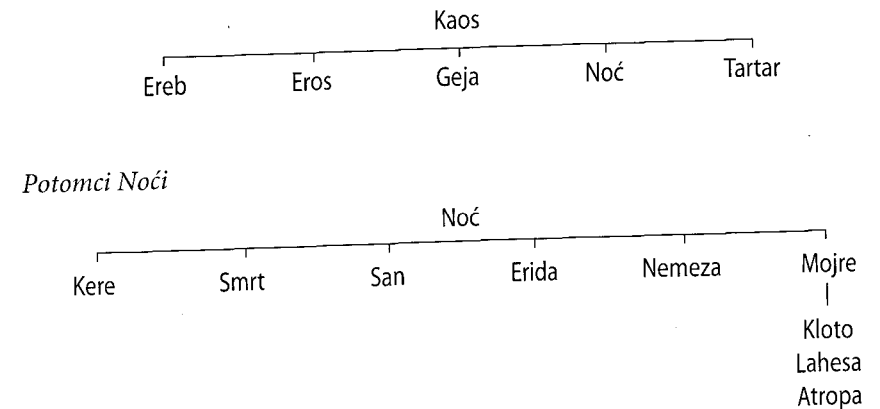 Kaos
Ereb Eros Geja Noć Tartar
Potomci Noći
Noć
Kere Smrt San Erida Nemeza Mojre
Kloto
Lahesa
Atropa